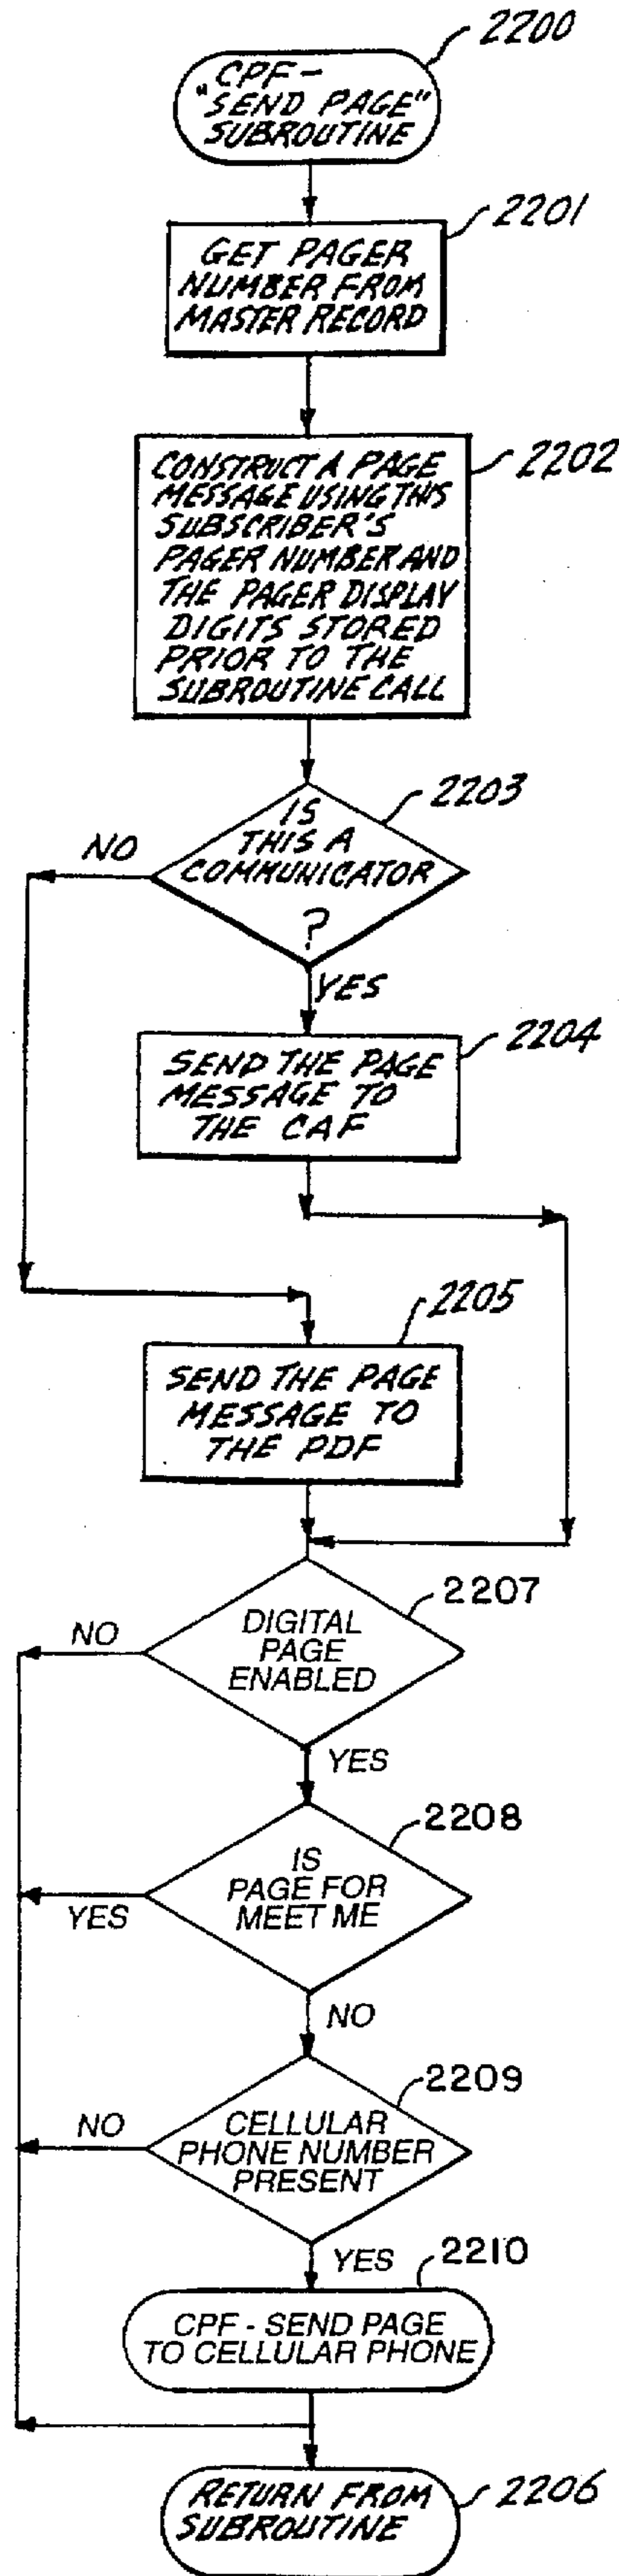 2200
"CPF-
SEND PAGE"
SUBROUTINE
2201
GET PAGER
NUMBER FROM
MASTER RECORD
2202
CONSTRUCT A PAGE
MESSAGE USING THIS
SUBSCRIBER'S
PAGER NUMBER AND
THE PAGER DISPLAY
DIGITS STORED
PRIOR TO THE
SUBROUTINE CALL
2203
IS
THIS A
COMMUNICATOR
?
NO
YES
2204
SEND THE PAGE
MESSAGE TO
THE CAF
2205
SEND THE PAGE
MESSAGE TO
THE PDF
2207
DIGITAL
PAGE
ENABLED
NO
YES
2208
IS
PAGE FOR
MEET ME
YES
NO
2209
CELLULAR
PHONE NUMBER
PRESENT
NO
YES
2210
CPF - SEND PAGE
TO CELLULAR PHONE
RETURN FROM
SUBROUTINE
2206